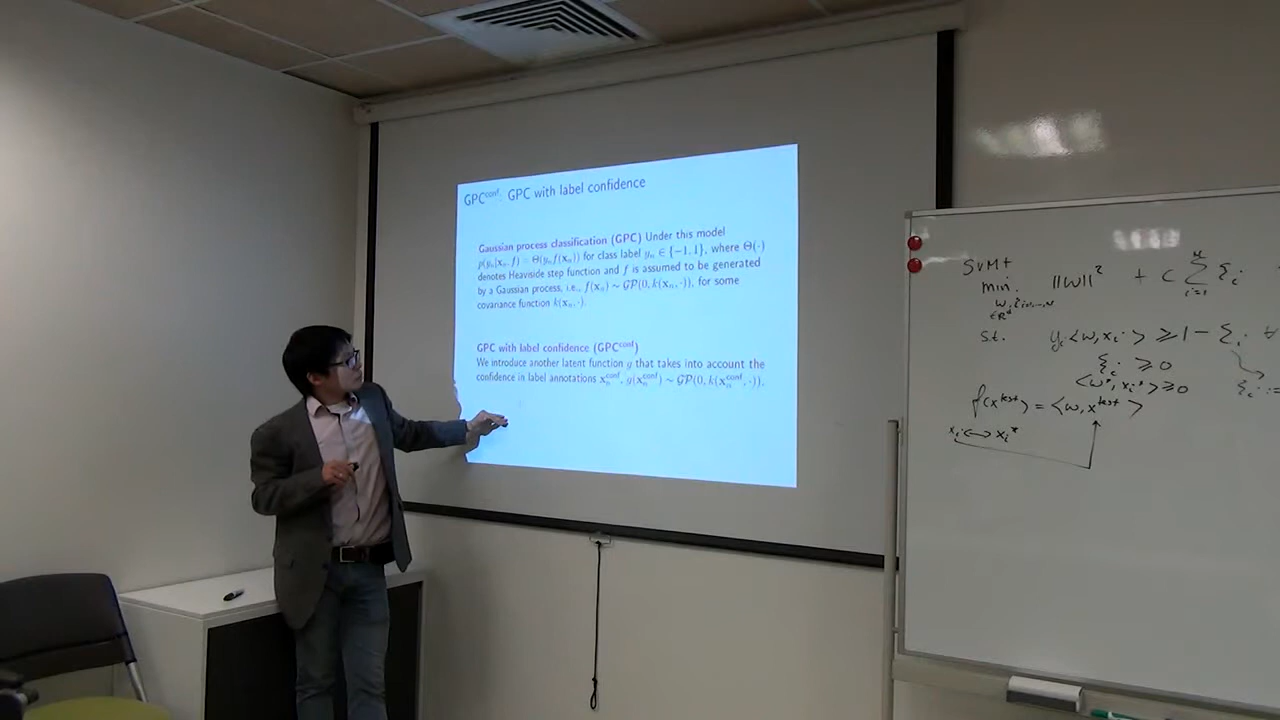 GPC^conf: GPC with label confidence
Gaussian process classification (GPC) Under this model
p(y_n|x_n, f) = Θ(y_n f(x_n)) for class label y_n ∈ {−1, 1}, where Θ(·)
denotes Heaviside step function and f is assumed to be generated
by a Gaussian process, i.e., f(x_n) ∼ GP(0, k(x_n, ·)), for some
covariance function k(x_n, ·).
GPC with label confidence (GPC^conf)
We introduce another latent function g that takes into account the
confidence in label annotations x_n^conf, g(x_n^conf) ∼ GP(0, k(x_n^conf, ·)).
SVM+
min. ||w||² + C Σ_{i=1}^N ξ_i
s.t. y_i <w, x_i> ≥ 1 − ξ_i ∀
ξ_i ≥ 0
<w*, x_i*> ≥ 0 ξ_i :=
f(x^test) = <w, x^test>
x_i ↔ x_i*